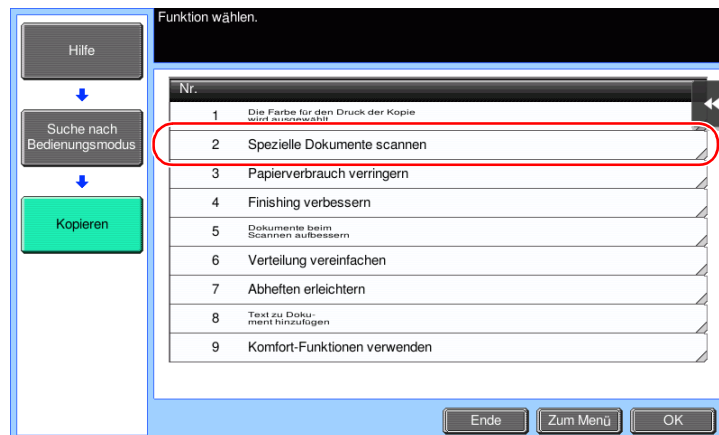 Funktion wählen.
Hilfe
Suche nach
Bedienungsmodus
Kopieren
Nr.
1 Die Farbe für den Druck der Kopie
wird ausgewählt
2 Spezielle Dokumente scannen
3 Papierverbrauch verringern
4 Finishing verbessern
5 Dokumente beim
Scannen aufbessern
6 Verteilung vereinfachen
7 Abheften erleichtern
8 Text zu Doku-
ment hinzufügen
9 Komfort-Funktionen verwenden
Ende
Zum Menü
OK